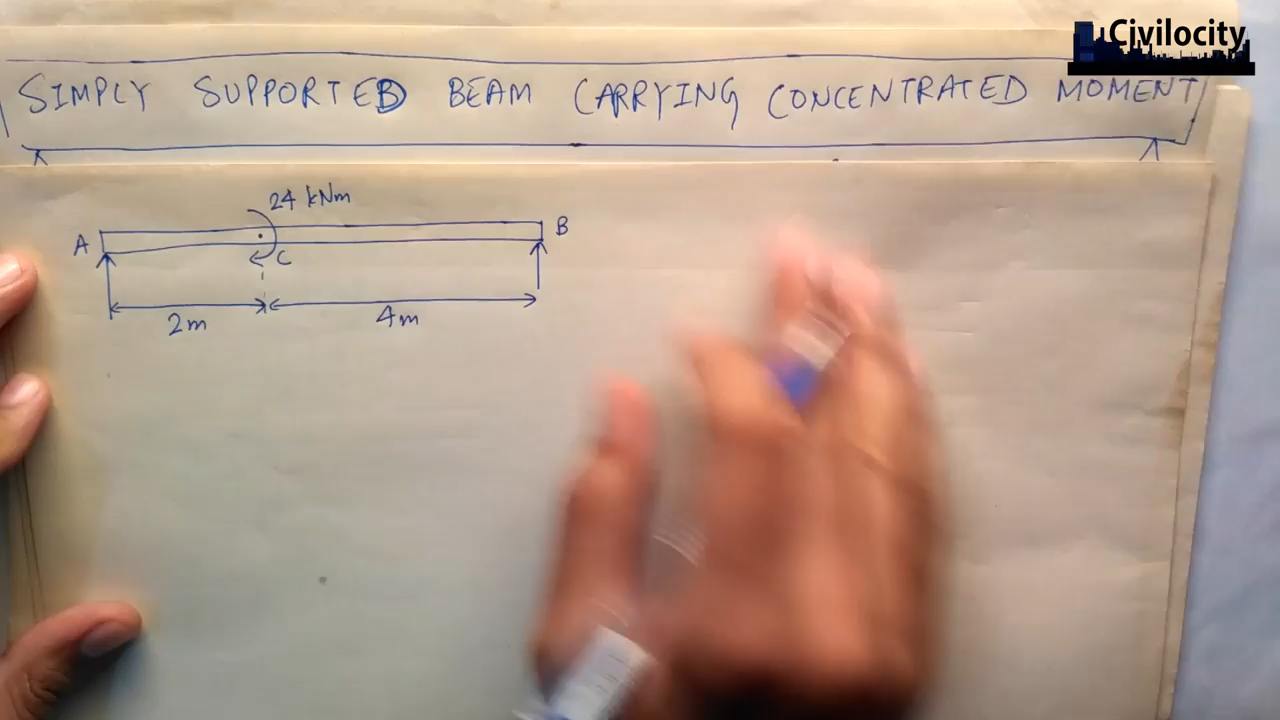 Civilocity
SIMPLY SUPPORTED BEAM CARRYING CONCENTRATED MOMENT
24 kNm
A
B
C
2m
4m